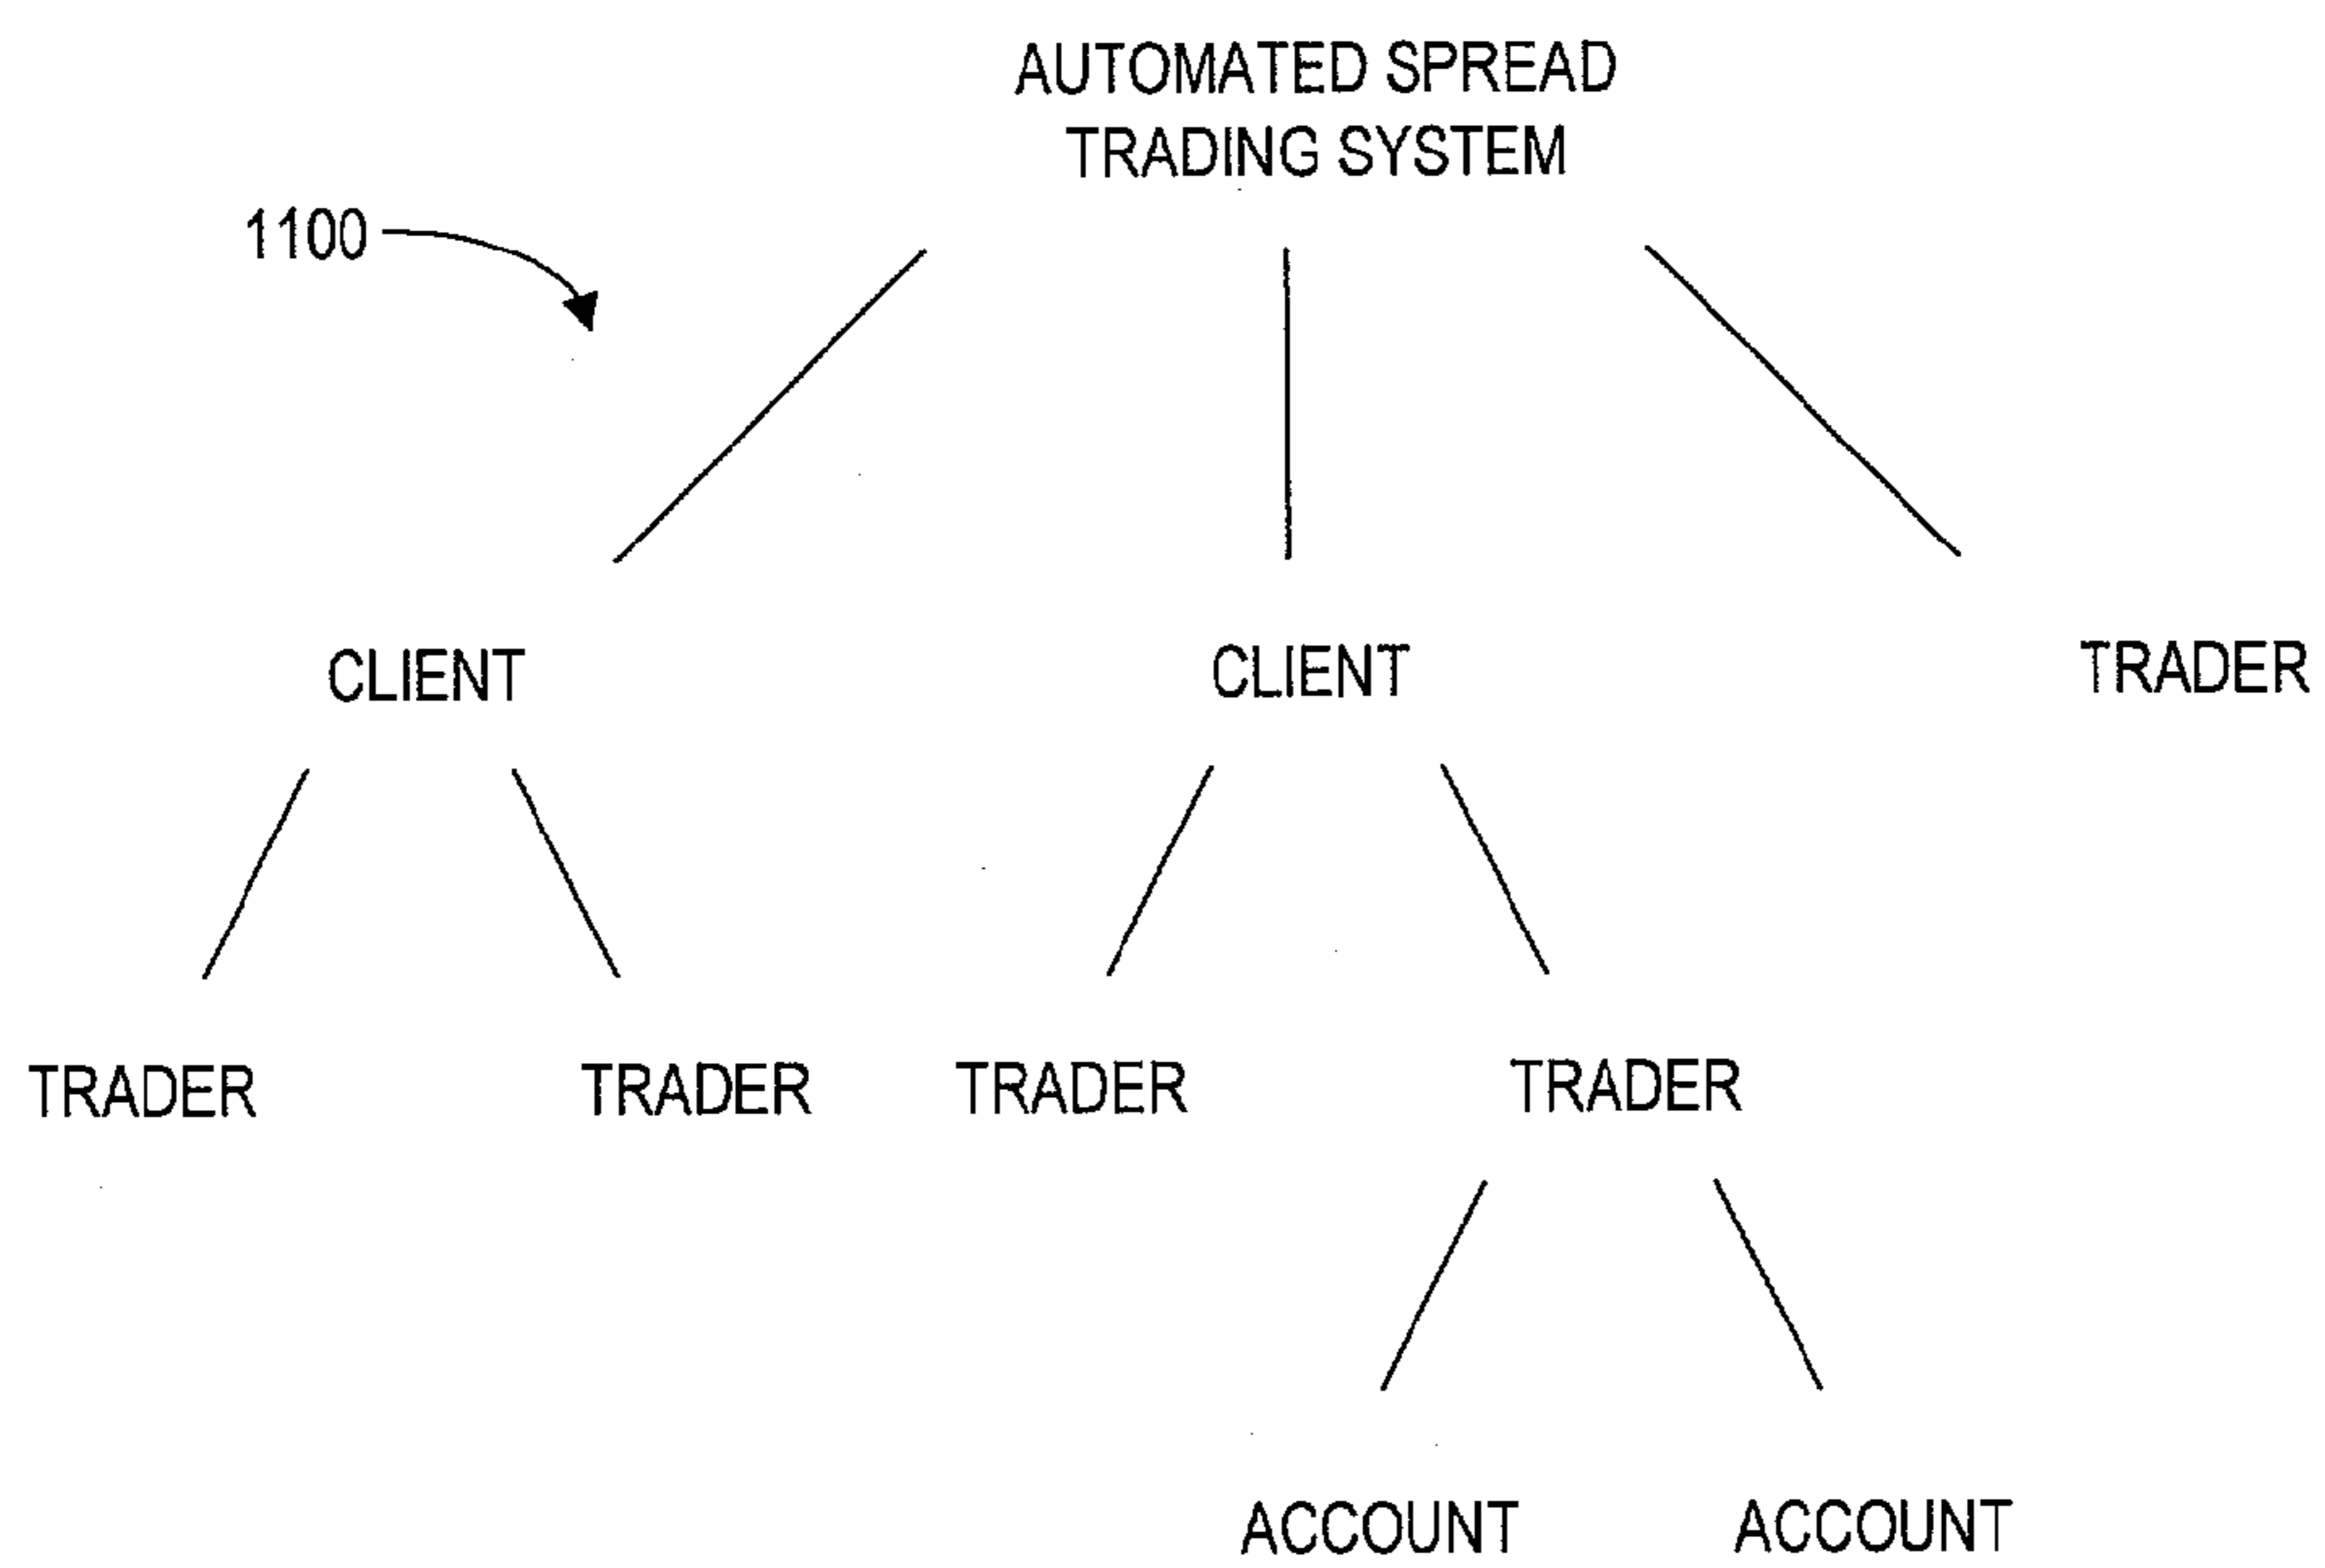 AUTOMATED SPREAD
TRADING SYSTEM
1100
CLIENT
CLIENT
TRADER
TRADER
TRADER
TRADER
TRADER
ACCOUNT
ACCOUNT